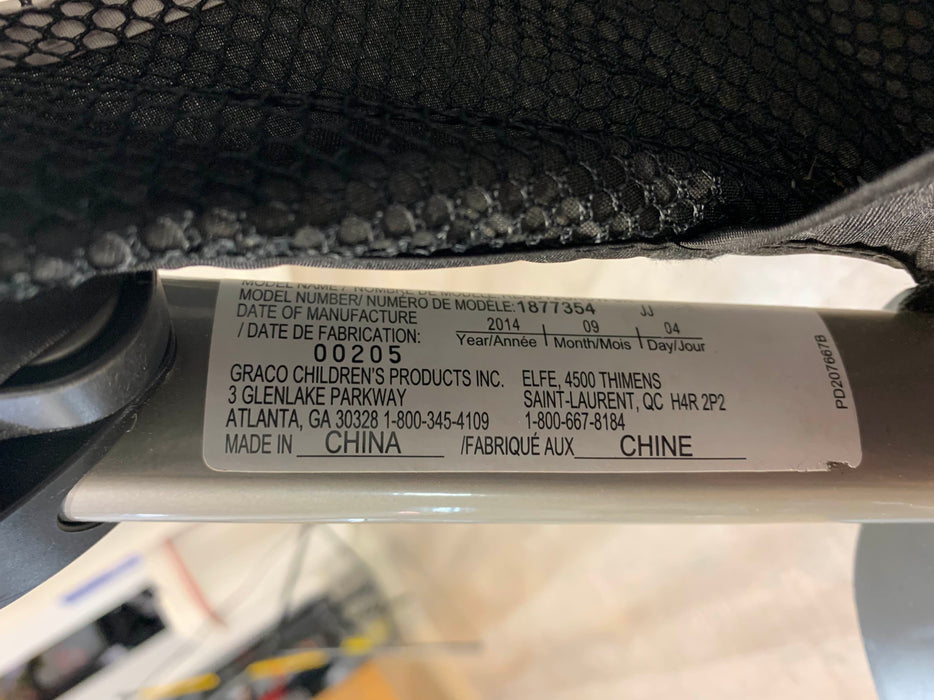 MODEL NUMBER/ NUMÉRO DE MODÈLE:1877354 JJ
DATE OF MANUFACTURE
/ DATE DE FABRICATION:
2014 09 04
Year/Année Month/Mois Day/Jour
00205
GRACO CHILDREN'S PRODUCTS INC.
3 GLENLAKE PARKWAY
ATLANTA, GA 30328 1-800-345-4109
ELFE, 4500 THIMENS
SAINT-LAURENT, QC H4R 2P2
1-800-667-8184
MADE IN CHINA /FABRIQUÉ AUX CHINE
PD207667B